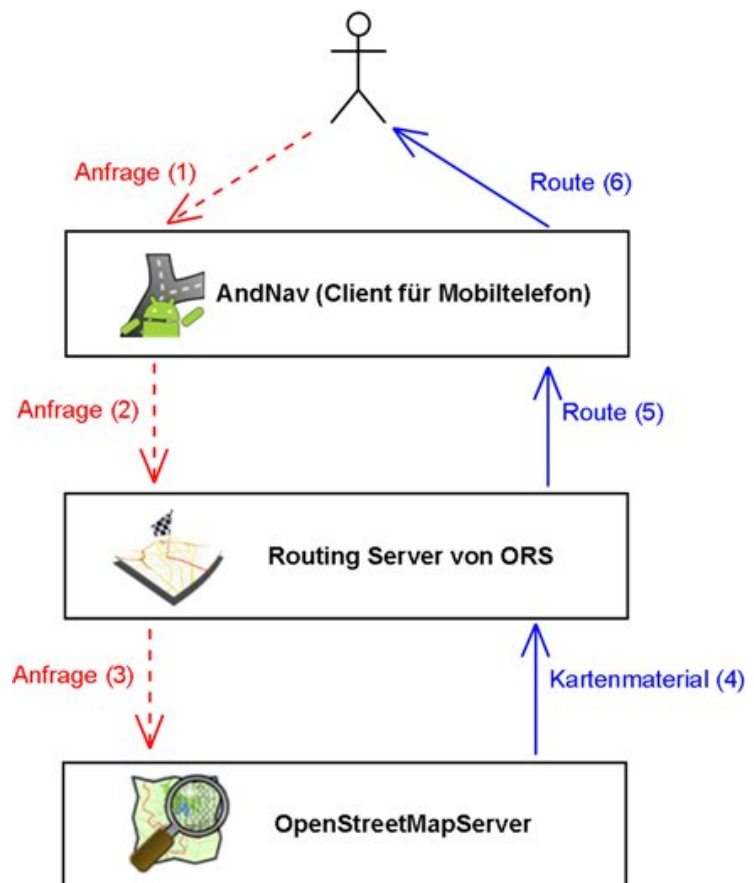 Anfrage (1)
Route (6)
AndNav (Client für Mobiltelefon)
Anfrage (2)
Route (5)
Routing Server von ORS
Anfrage (3)
Kartenmaterial (4)
OpenStreetMapServer